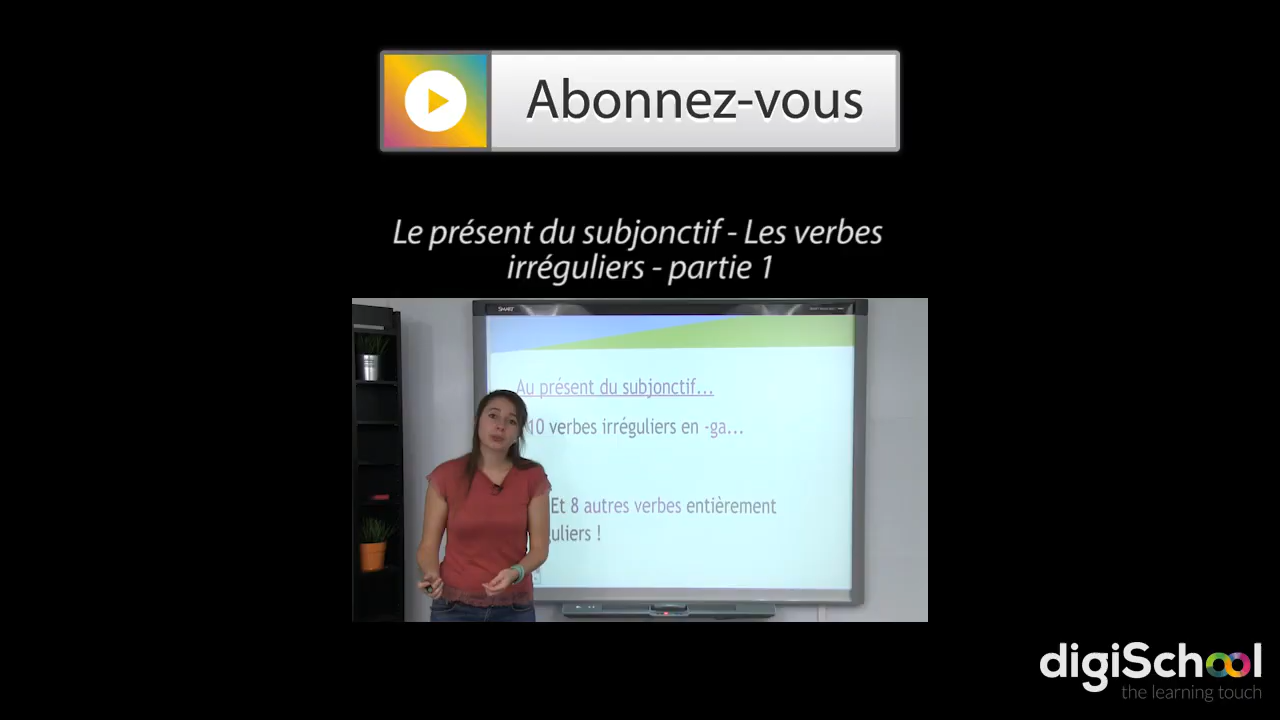 Abonnez-vous
Le présent du subjonctif - Les verbes
irréguliers - partie 1
SMART
Au présent du subjonctif...
10 verbes irréguliers en -ga...
Et 8 autres verbes entièrement
uliers !
digiSchool
the learning touch